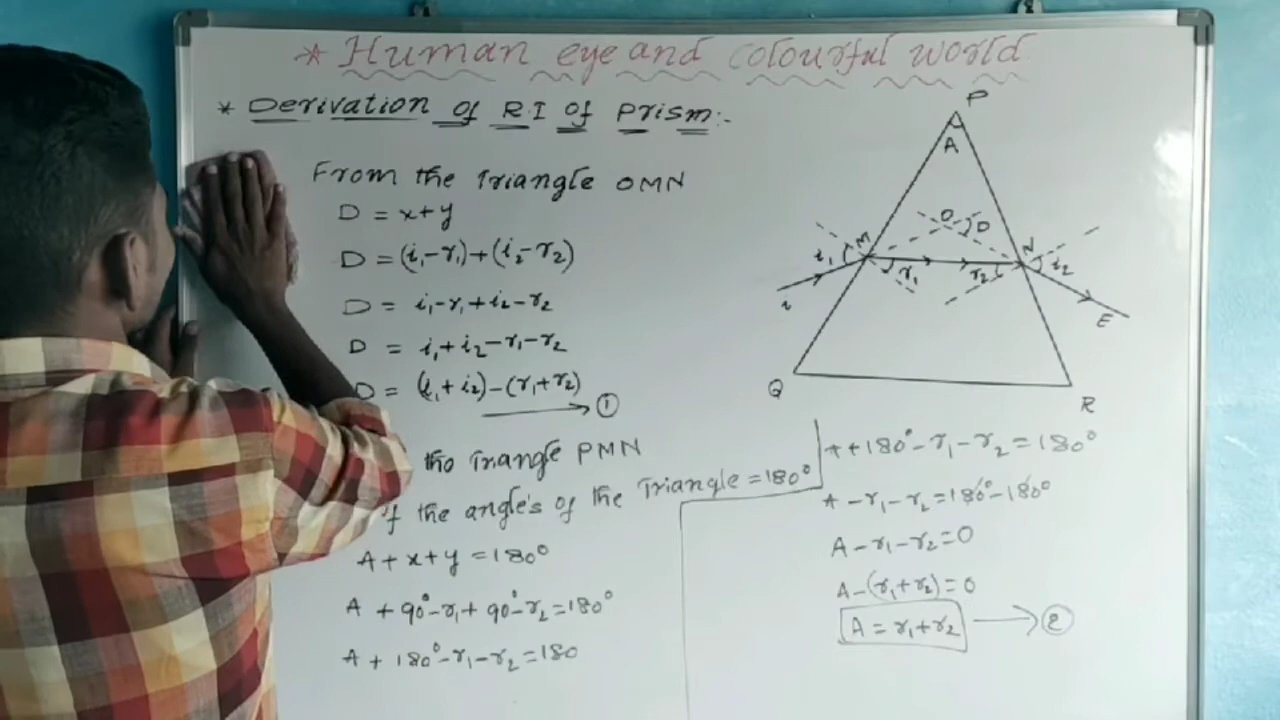 * Human eye and colourful world
* Derivation of R.I of Prism:-
From the Triangle OMN
D = x+y
D = (i₁-r₁)+(i₂-r₂)
D = i₁-r₁+i₂-r₂
D = i₁+i₂-r₁-r₂
D = (i₁+i₂)-(r₁+r₂)
→ ①
the Triangle PMN
of the angle's of the Triangle = 180°
A+x+y = 180°
A + 90°-r₁+90°-r₂=180°
A + 180°-r₁-r₂=180
P
A
O
D
M
N
i₁
r₁
r₂
i₂
E
Q
R
A+180°-r₁-r₂=180°
A-r₁-r₂=180°-180°
A-r₁-r₂=0
A-(r₁+r₂)=0
A = r₁+r₂ → ②